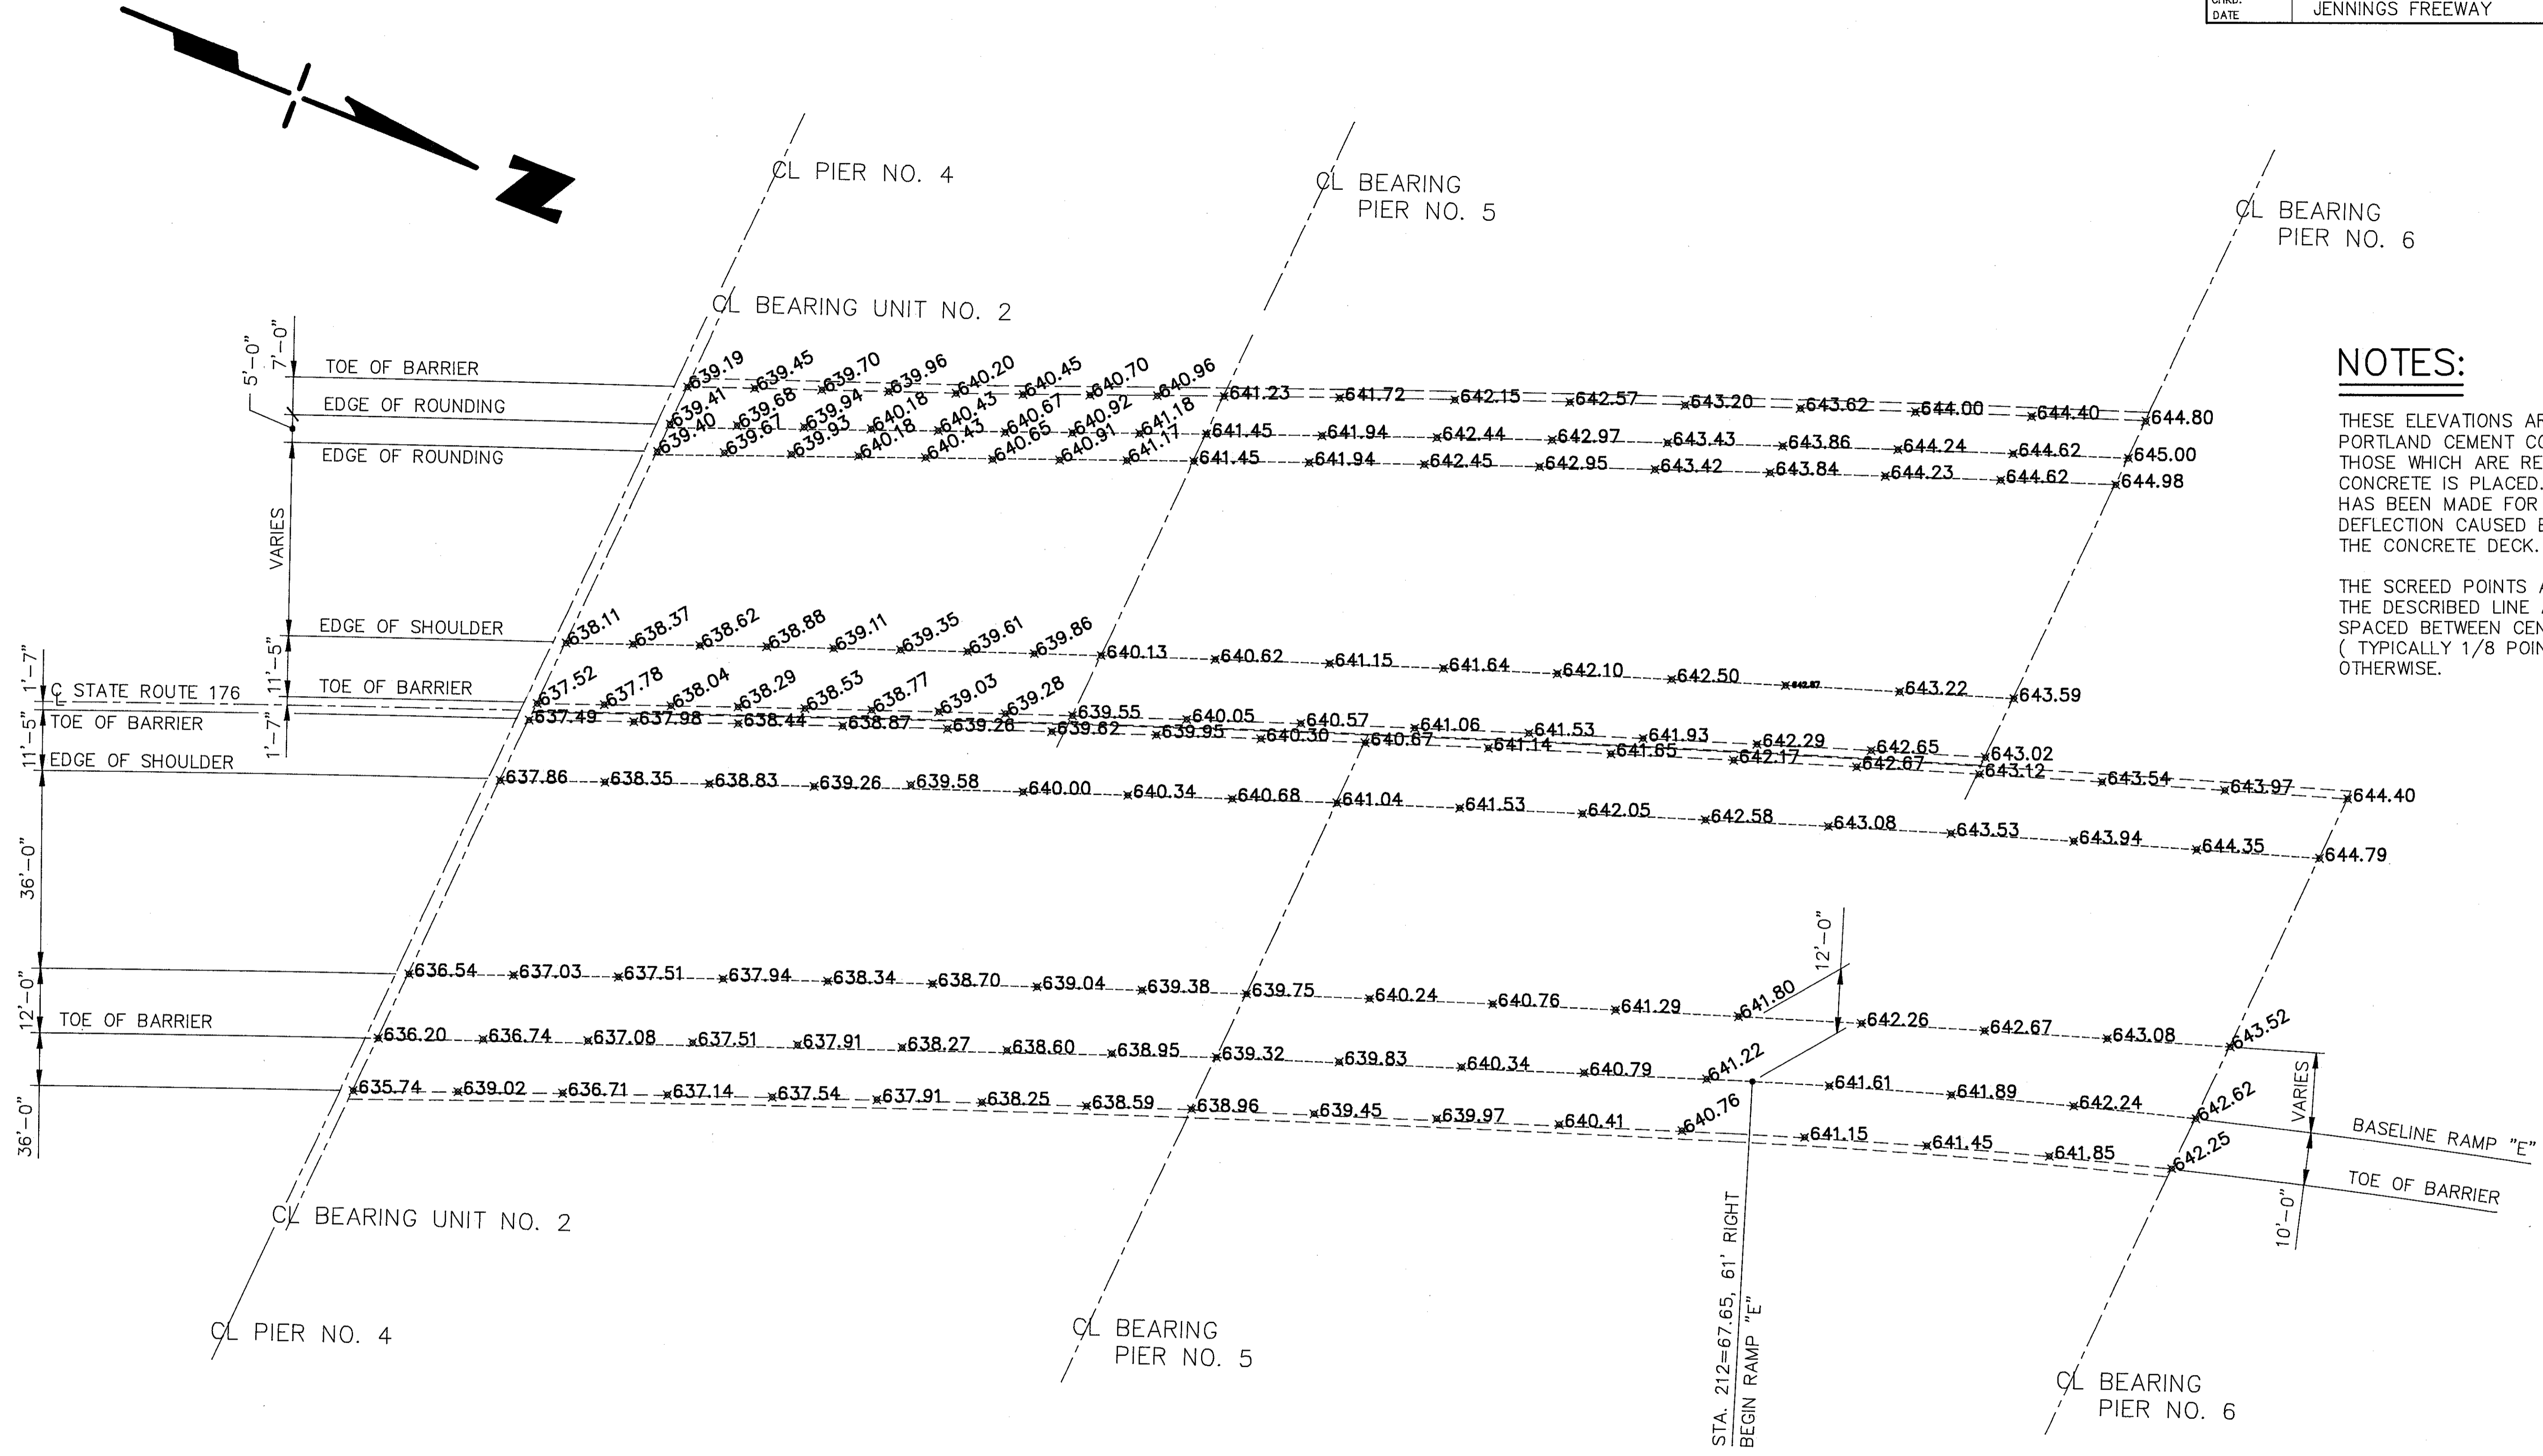 CHKD.
DATE
JENNINGS FREEWAY
CL PIER NO. 4
CL BEARING
PIER NO. 5
CL BEARING
PIER NO. 6
N
CL BEARING UNIT NO. 2
NOTES:
THESE ELEVATIONS AR
PORTLAND CEMENT CO
THOSE WHICH ARE RE
CONCRETE IS PLACED.
HAS BEEN MADE FOR
DEFLECTION CAUSED B
THE CONCRETE DECK.
THE SCREED POINTS A
THE DESCRIBED LINE A
SPACED BETWEEN CEN
( TYPICALLY 1/8 POIN
OTHERWISE.
7'-0"
5'-0"
VARIES
11'-5"
1'-7"
TOE OF BARRIER
639.19 639.45 639.70 639.96 640.20 640.45 640.70 640.96 641.23 641.72 642.15 642.57 643.20 643.62 644.00 644.40 644.80
EDGE OF ROUNDING
639.41 639.68 639.94 640.18 640.43 640.67 640.92 641.18 641.45 641.94 642.44 642.97 643.43 643.86 644.24 644.62 645.00
EDGE OF ROUNDING
639.40 639.67 639.93 640.18 640.43 640.65 640.91 641.17 641.45 641.94 642.45 642.95 643.42 643.84 644.23 644.62 644.98
EDGE OF SHOULDER
638.11 638.37 638.62 638.88 639.11 639.35 639.61 639.86 640.13 640.62 641.15 641.64 642.10 642.50 642.87 643.22 643.59
TOE OF BARRIER
637.52 637.78 638.04 638.29 638.53 638.77 639.03 639.28 639.55 640.05 640.57 641.06 641.53 641.93 642.29 642.65 643.02
1'-7"
11'-5"
36'-0"
12'-0"
36'-0"
CL STATE ROUTE 176
TOE OF BARRIER
637.49 637.98 638.44 638.87 639.26 639.62 639.95 640.30 640.67 641.14 641.65 642.17 642.67 643.12 643.54 643.97 644.40
EDGE OF SHOULDER
637.86 638.35 638.83 639.26 639.58 640.00 640.34 640.68 641.04 641.53 642.05 642.58 643.08 643.53 643.94 644.35 644.79
636.54 637.03 637.51 637.94 638.34 638.70 639.04 639.38 639.75 640.24 640.76 641.29 641.80 642.26 642.67 643.08 643.52
12'-0"
TOE OF BARRIER
636.20 636.74 637.08 637.51 637.91 638.27 638.60 638.95 639.32 639.83 640.34 640.79 641.22 641.61 641.89 642.24 642.62
635.74 639.02 636.71 637.14 637.54 637.91 638.25 638.59 638.96 639.45 639.97 640.41 640.76 641.15 641.45 641.85 642.25
VARIES
BASELINE RAMP "E"
TOE OF BARRIER
10'-0"
STA. 212=67.65, 61' RIGHT
BEGIN RAMP "E"
CL BEARING UNIT NO. 2
CL PIER NO. 4
CL BEARING
PIER NO. 5
CL BEARING
PIER NO. 6